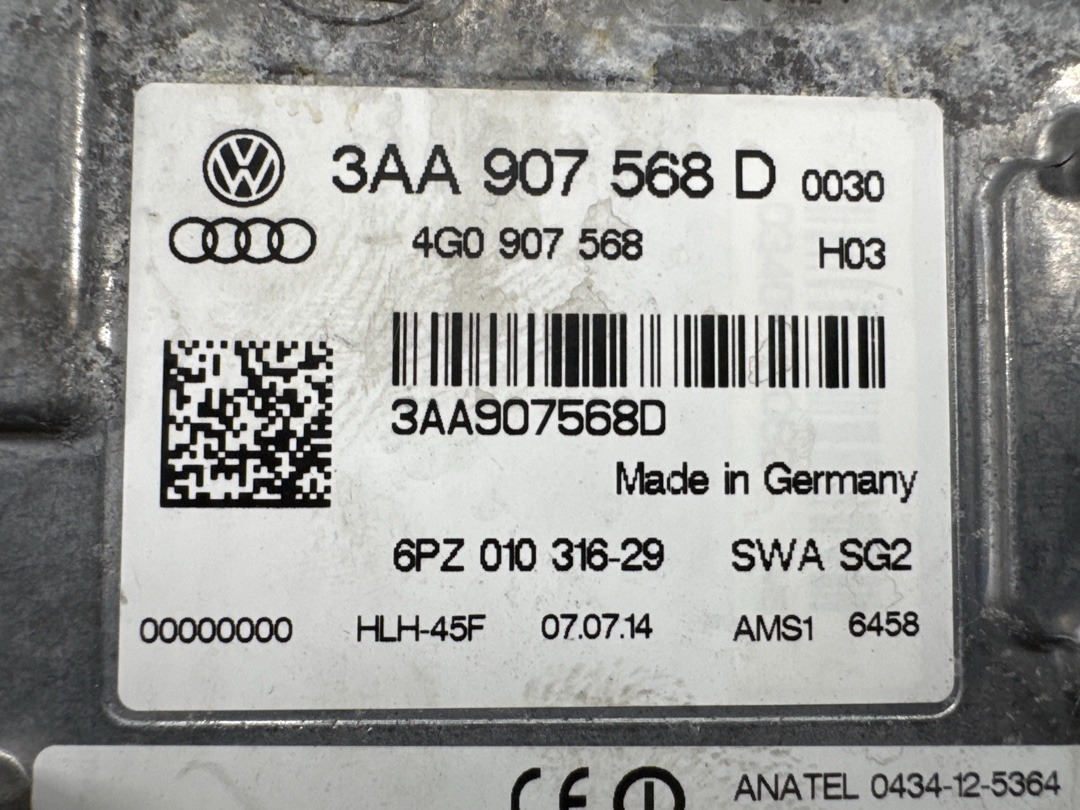 3AA 907 568 D 0030
4G0 907 568 H03
3AA907568D
Made in Germany
6PZ 010 316-29 SWA SG2
00000000 HLH-45F 07.07.14 AMS1 6458
CE ANATEL 0434-12-5364